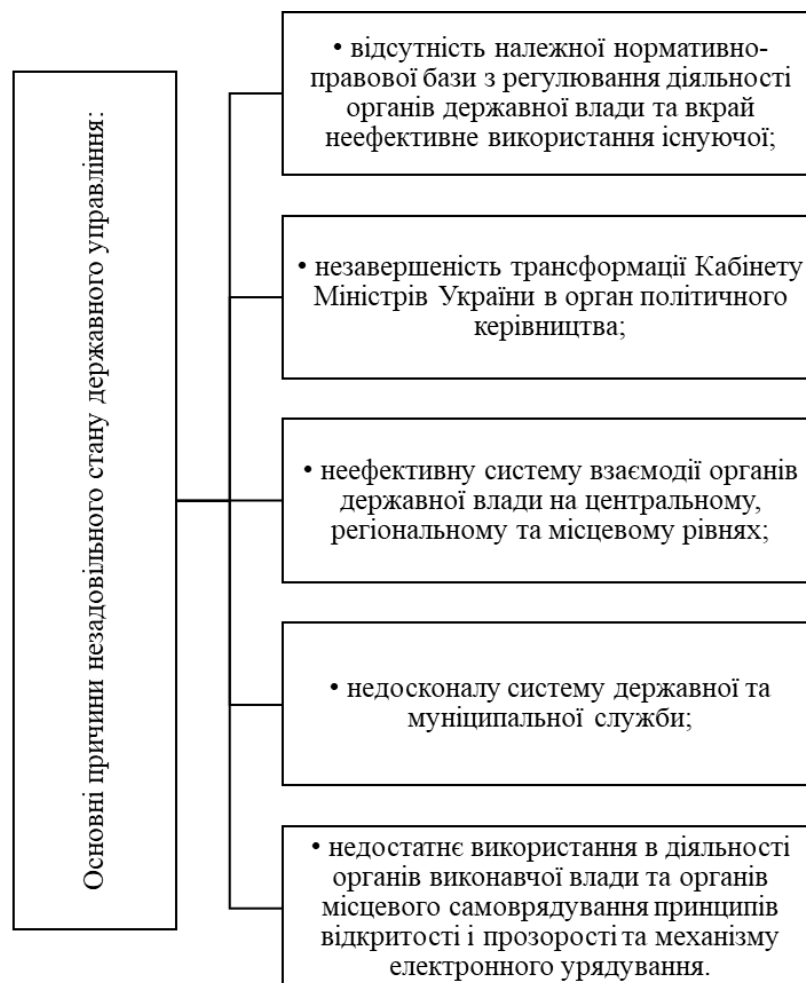 Основні причини незадовільного стану державного управління:
• відсутність належної нормативно-
правової бази з регулювання діяльності
органів державної влади та вкрай
неефективне використання існуючої;
• незавершеність трансформації Кабінету
Міністрів України в орган політичного
керівництва;
• неефективну систему взаємодії органів
державної влади на центральному,
регіональному та місцевому рівнях;
• недосконалу систему державної та
муніципальної служби;
• недостатнє використання в діяльності
органів виконавчої влади та органів
місцевого самоврядування принципів
відкритості і прозорості та механізму
електронного урядування.